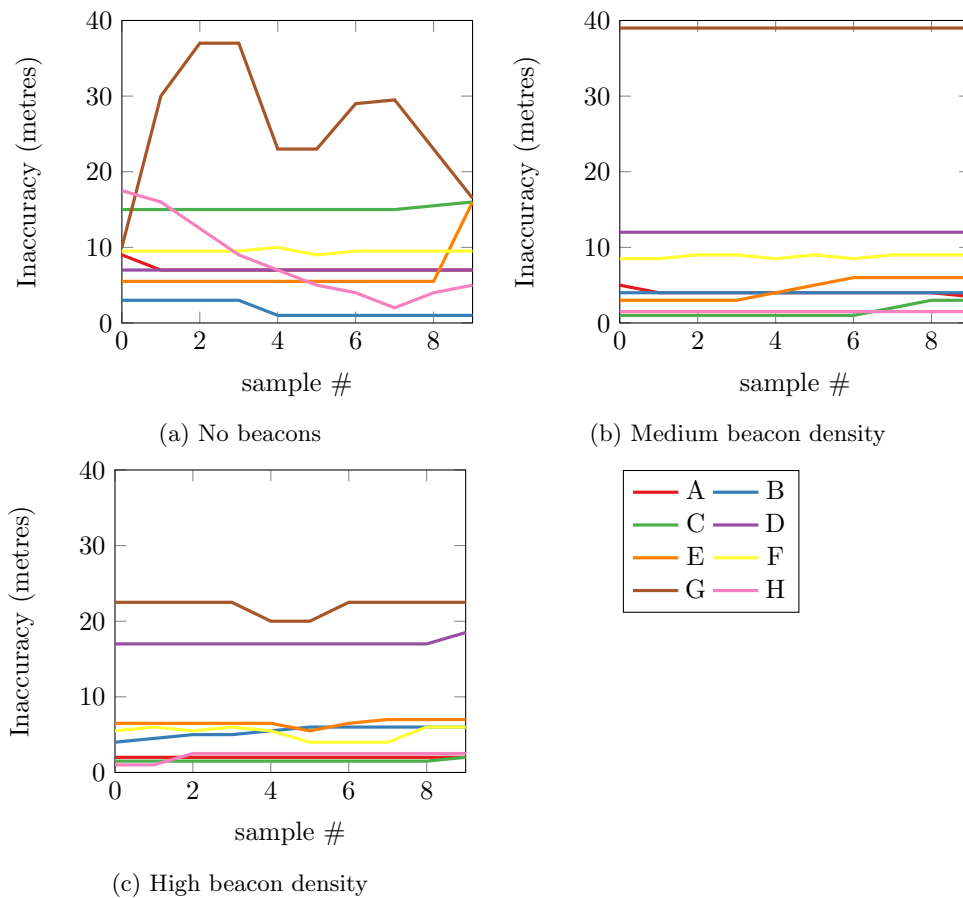 40
30
20
10
0
0 2 4 6 8
Inaccuracy (metres)
sample #
(a) No beacons
40
30
20
10
0
0 2 4 6 8
Inaccuracy (metres)
sample #
(b) Medium beacon density
40
30
20
10
0
0 2 4 6 8
Inaccuracy (metres)
sample #
(c) High beacon density
A B
C D
E F
G H